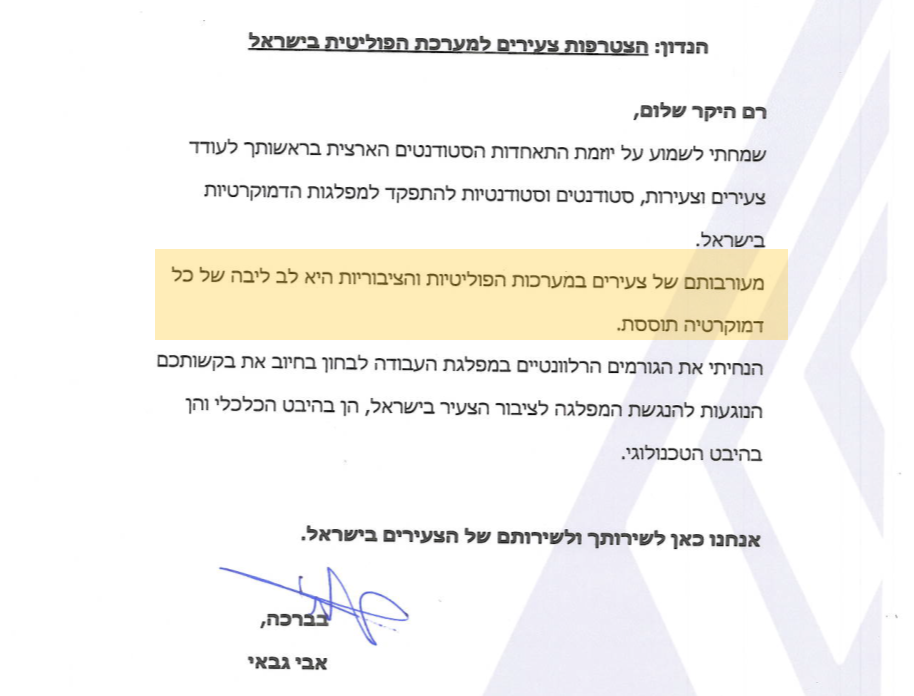 הנדון: הצטרפות צעירים למערכת הפוליטית בישראל
רם היקר שלום,
שמחתי לשמוע על יוזמת התאחדות הסטודנטים הארצית בראשותך לעודד
צעירים וצעירות, סטודנטים וסטודנטיות להתפקד למפלגות הדמוקרטיות
בישראל.
מעורבותם של צעירים במערכות הפוליטיות והציבוריות היא לב ליבה של כל
דמוקרטיה תוססת.
הנחיתי את הגורמים הרלוונטיים במפלגת העבודה לבחון בחיוב את בקשותכם
הנוגעות להנגשת המפלגה לציבור הצעיר בישראל, הן בהיבט הכלכלי והן
בהיבט הטכנולוגי.
אנחנו כאן לשירותך ולשירותם של הצעירים בישראל.
בברכה,
אבי גבאי